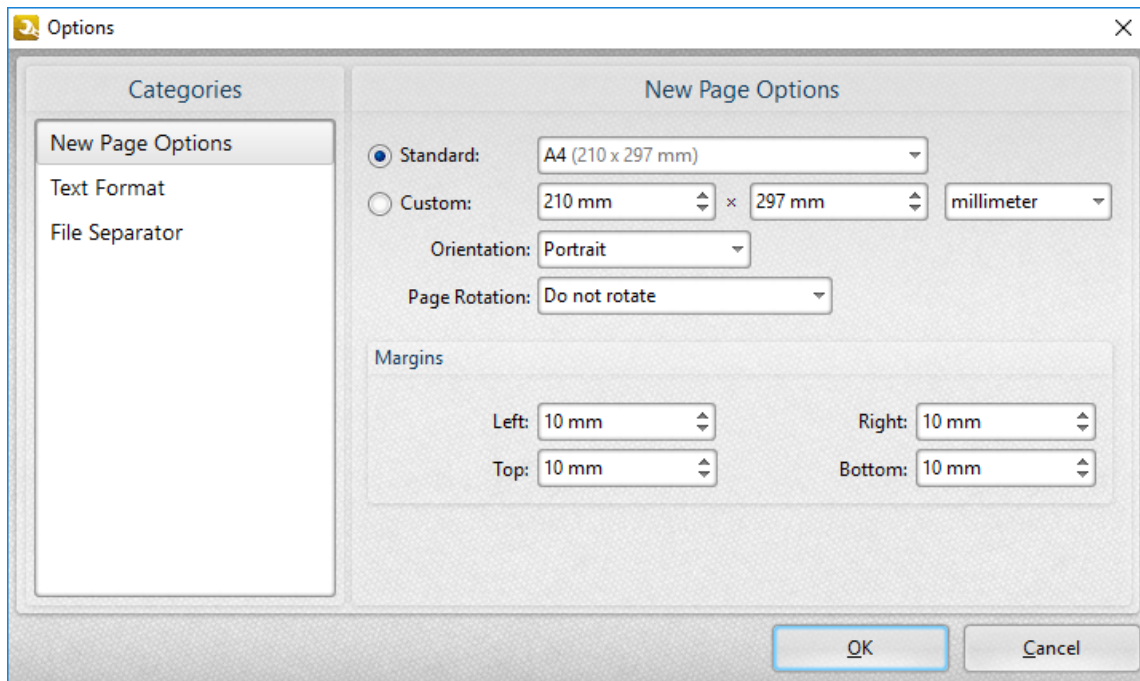 Options
Categories
New Page Options
Text Format
File Separator
New Page Options
Standard: A4 (210 x 297 mm)
Custom: 210 mm × 297 mm millimeter
Orientation: Portrait
Page Rotation: Do not rotate
Margins
Left: 10 mm Right: 10 mm
Top: 10 mm Bottom: 10 mm
OK Cancel